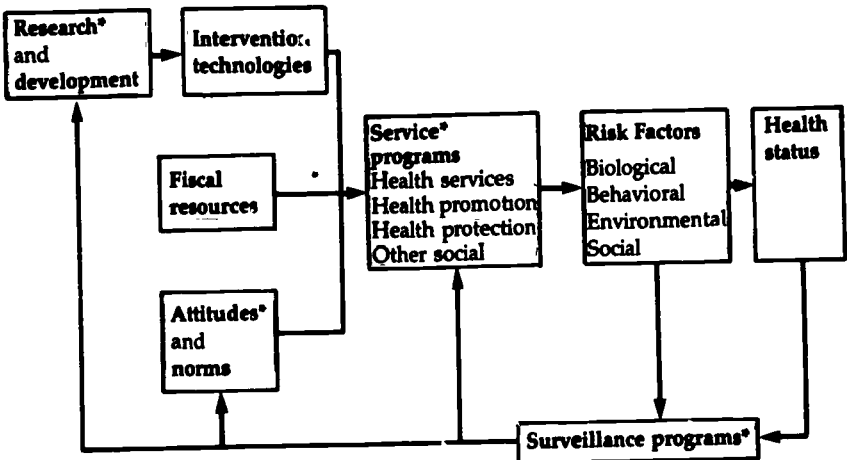 Research*
and
development
Intervention
technologies
Fiscal
resources
Attitudes*
and
norms
Service*
programs
Health services
Health promotion
Health protection
Other social
Risk Factors
Biological
Behavioral
Environmental
Social
Health
status
Surveillance programs*